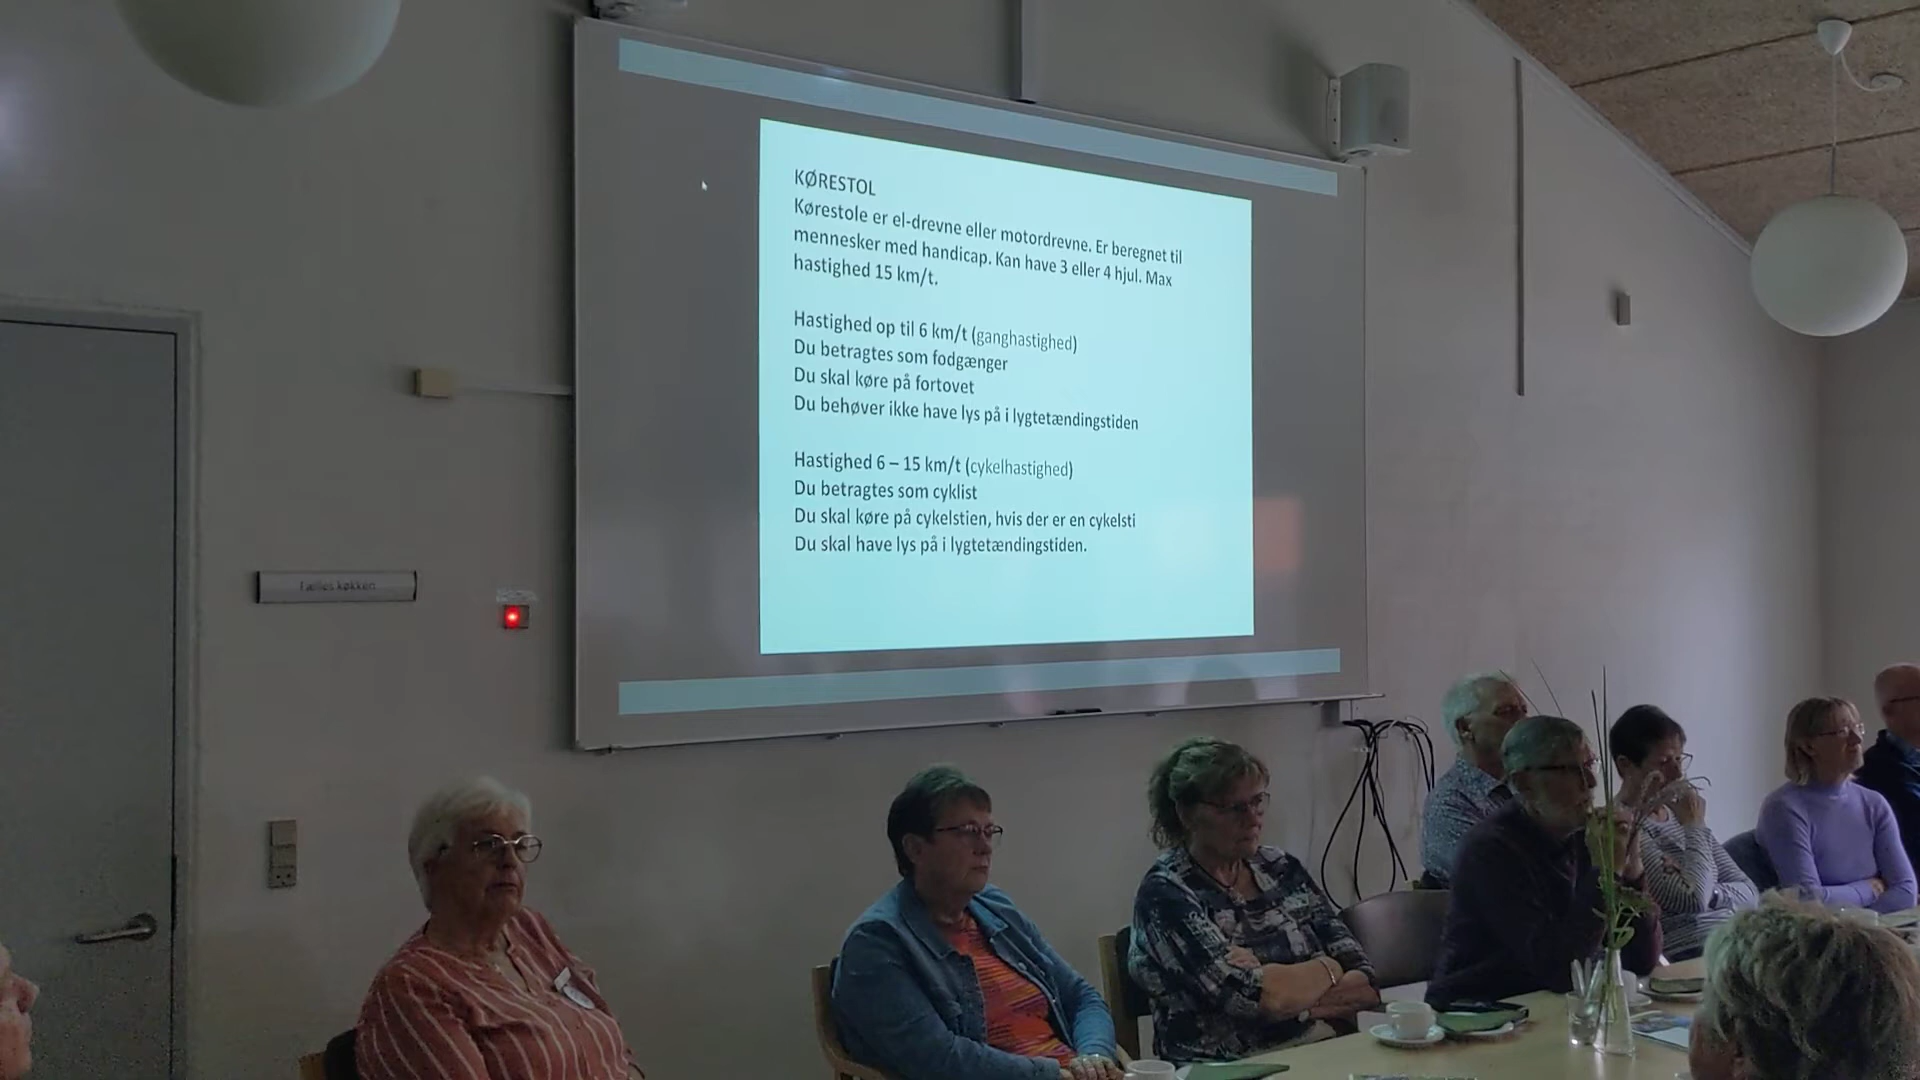 KØRESTOL
Kørestole er el-drevne eller motordrevne. Er beregnet til
mennesker med handicap. Kan have 3 eller 4 hjul. Max
hastighed 15 km/t.
Hastighed op til 6 km/t (ganghastighed)
Du betragtes som fodgænger
Du skal køre på fortovet
Du behøver ikke have lys på i lygtetændingstiden
Hastighed 6 – 15 km/t (cykelhastighed)
Du betragtes som cyklist
Du skal køre på cykelstien, hvis der er en cykelsti
Du skal have lys på i lygtetændingstiden.
Fælles køkken